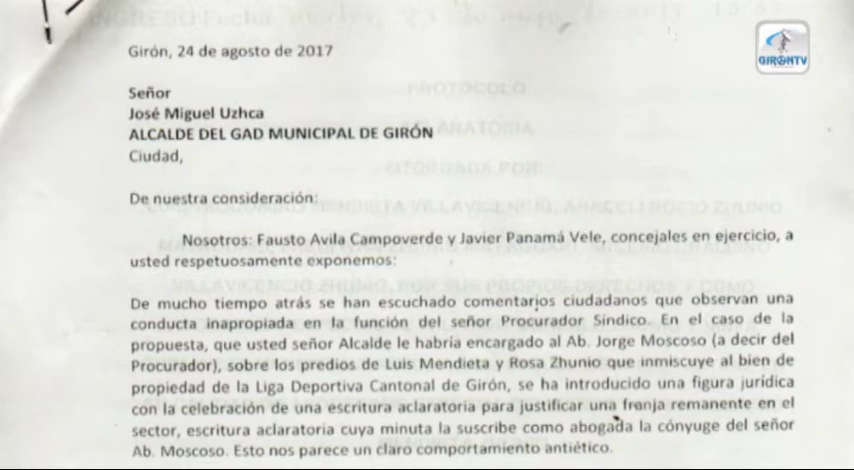 Girón, 24 de agosto de 2017
GIRONTV
Señor
José Miguel Uzhca
ALCALDE DEL GAD MUNICIPAL DE GIRÓN
Ciudad,
De nuestra consideración:
Nosotros: Fausto Avila Campoverde y Javier Panamá Vele, concejales en ejercicio, a
usted respetuosamente exponemos:
De mucho tiempo atrás se han escuchado comentarios ciudadanos que observan una
conducta inapropiada en la función del señor Procurador Síndico. En el caso de la
propuesta, que usted señor Alcalde le habría encargado al Ab. Jorge Moscoso (a decir del
Procurador), sobre los predios de Luis Mendieta y Rosa Zhunio que inmiscuye al bien de
propiedad de la Liga Deportiva Cantonal de Girón, se ha introducido una figura jurídica
con la celebración de una escritura aclaratoria para justificar una franja remanente en el
sector, escritura aclaratoria cuya minuta la suscribe como abogada la cónyuge del señor
Ab. Moscoso. Esto nos parece un claro comportamiento antiético.